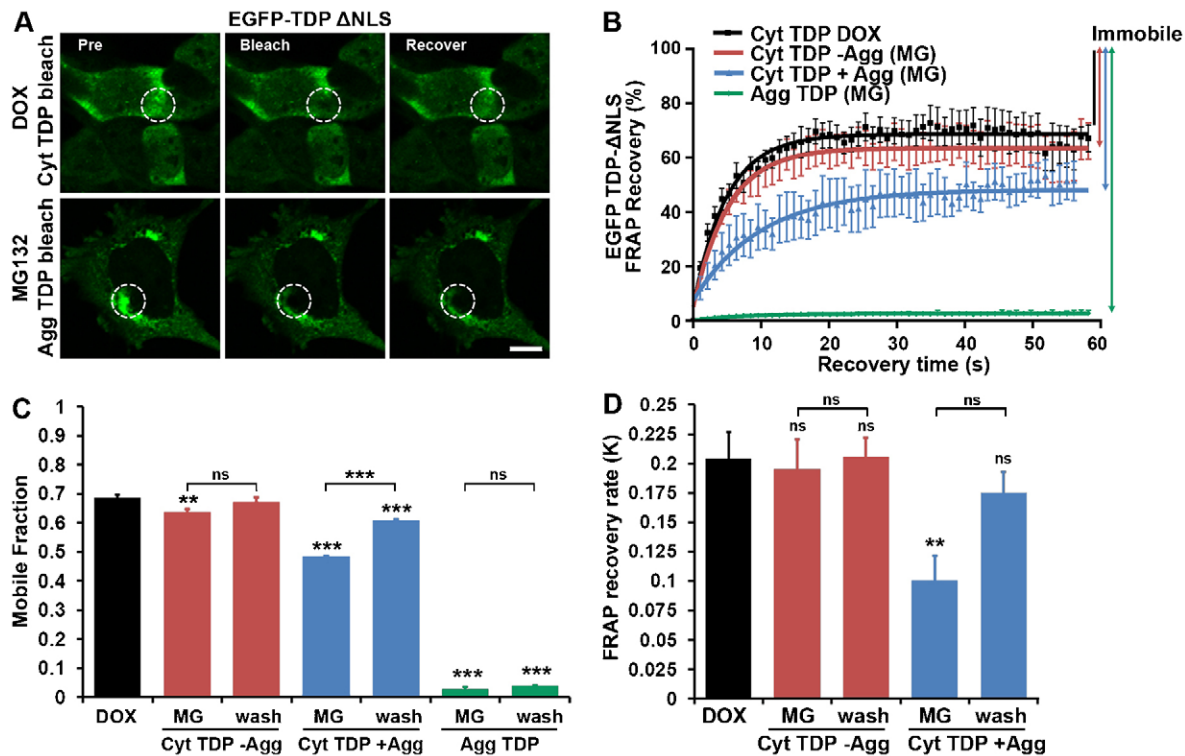 A
EGFP-TDP ΔNLS
Pre
Bleach
Recover
DOX
Cyt TDP bleach
MG132
Agg TDP bleach
B
Cyt TDP DOX
Cyt TDP -Agg (MG)
Cyt TDP + Agg (MG)
Agg TDP (MG)
Immobile
EGFP TDP-ΔNLS
FRAP Recovery (%)
100
80
60
40
20
0
0 10 20 30 40 50 60
Recovery time (s)
C
Mobile Fraction
1
0.9
0.8
0.7
0.6
0.5
0.4
0.3
0.2
0.1
0
ns *** ns
** *** *** *** ***
DOX MG wash MG wash MG wash
Cyt TDP -Agg Cyt TDP +Agg Agg TDP
D
FRAP recovery rate (K)
0.25
0.225
0.2
0.175
0.15
0.125
0.1
0.075
0.05
0.025
0
ns ns
ns ns ** ns
DOX MG wash MG wash
Cyt TDP -Agg Cyt TDP +Agg